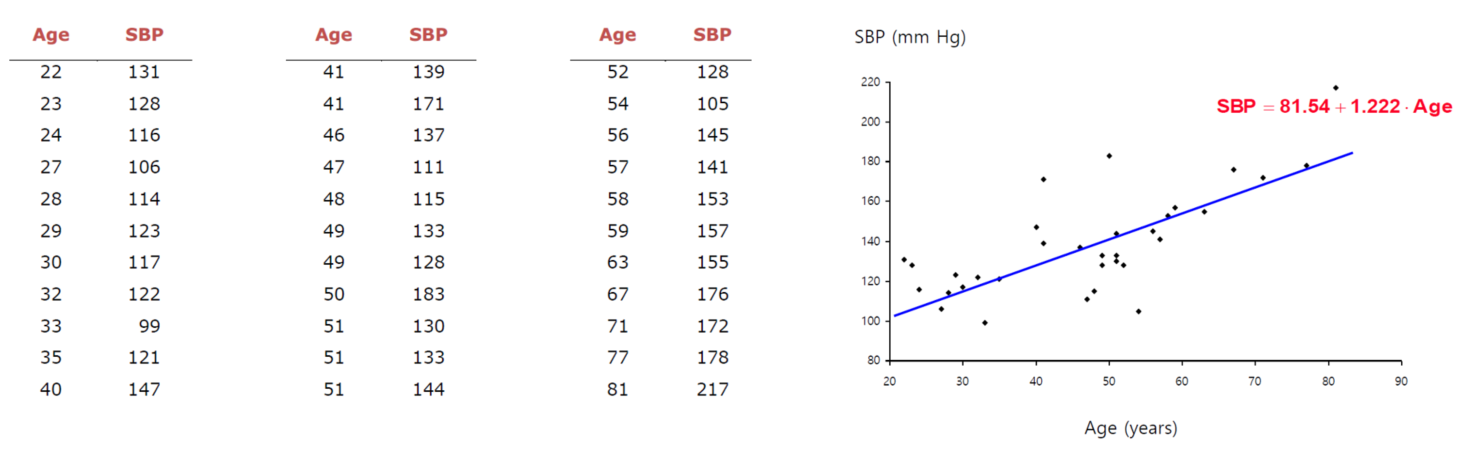 Age SBP Age SBP Age SBP
22 131 41 139 52 128
23 128 41 171 54 105
24 116 46 137 56 145
27 106 47 111 57 141
28 114 48 115 58 153
29 123 49 133 59 157
30 117 49 128 63 155
32 122 50 183 67 176
33 99 51 130 71 172
35 121 51 133 77 178
40 147 51 144 81 217
SBP (mm Hg)
220
SBP = 81.54 + 1.222 · Age
200
180
160
140
120
100
80
20 30 40 50 60 70 80 90
Age (years)